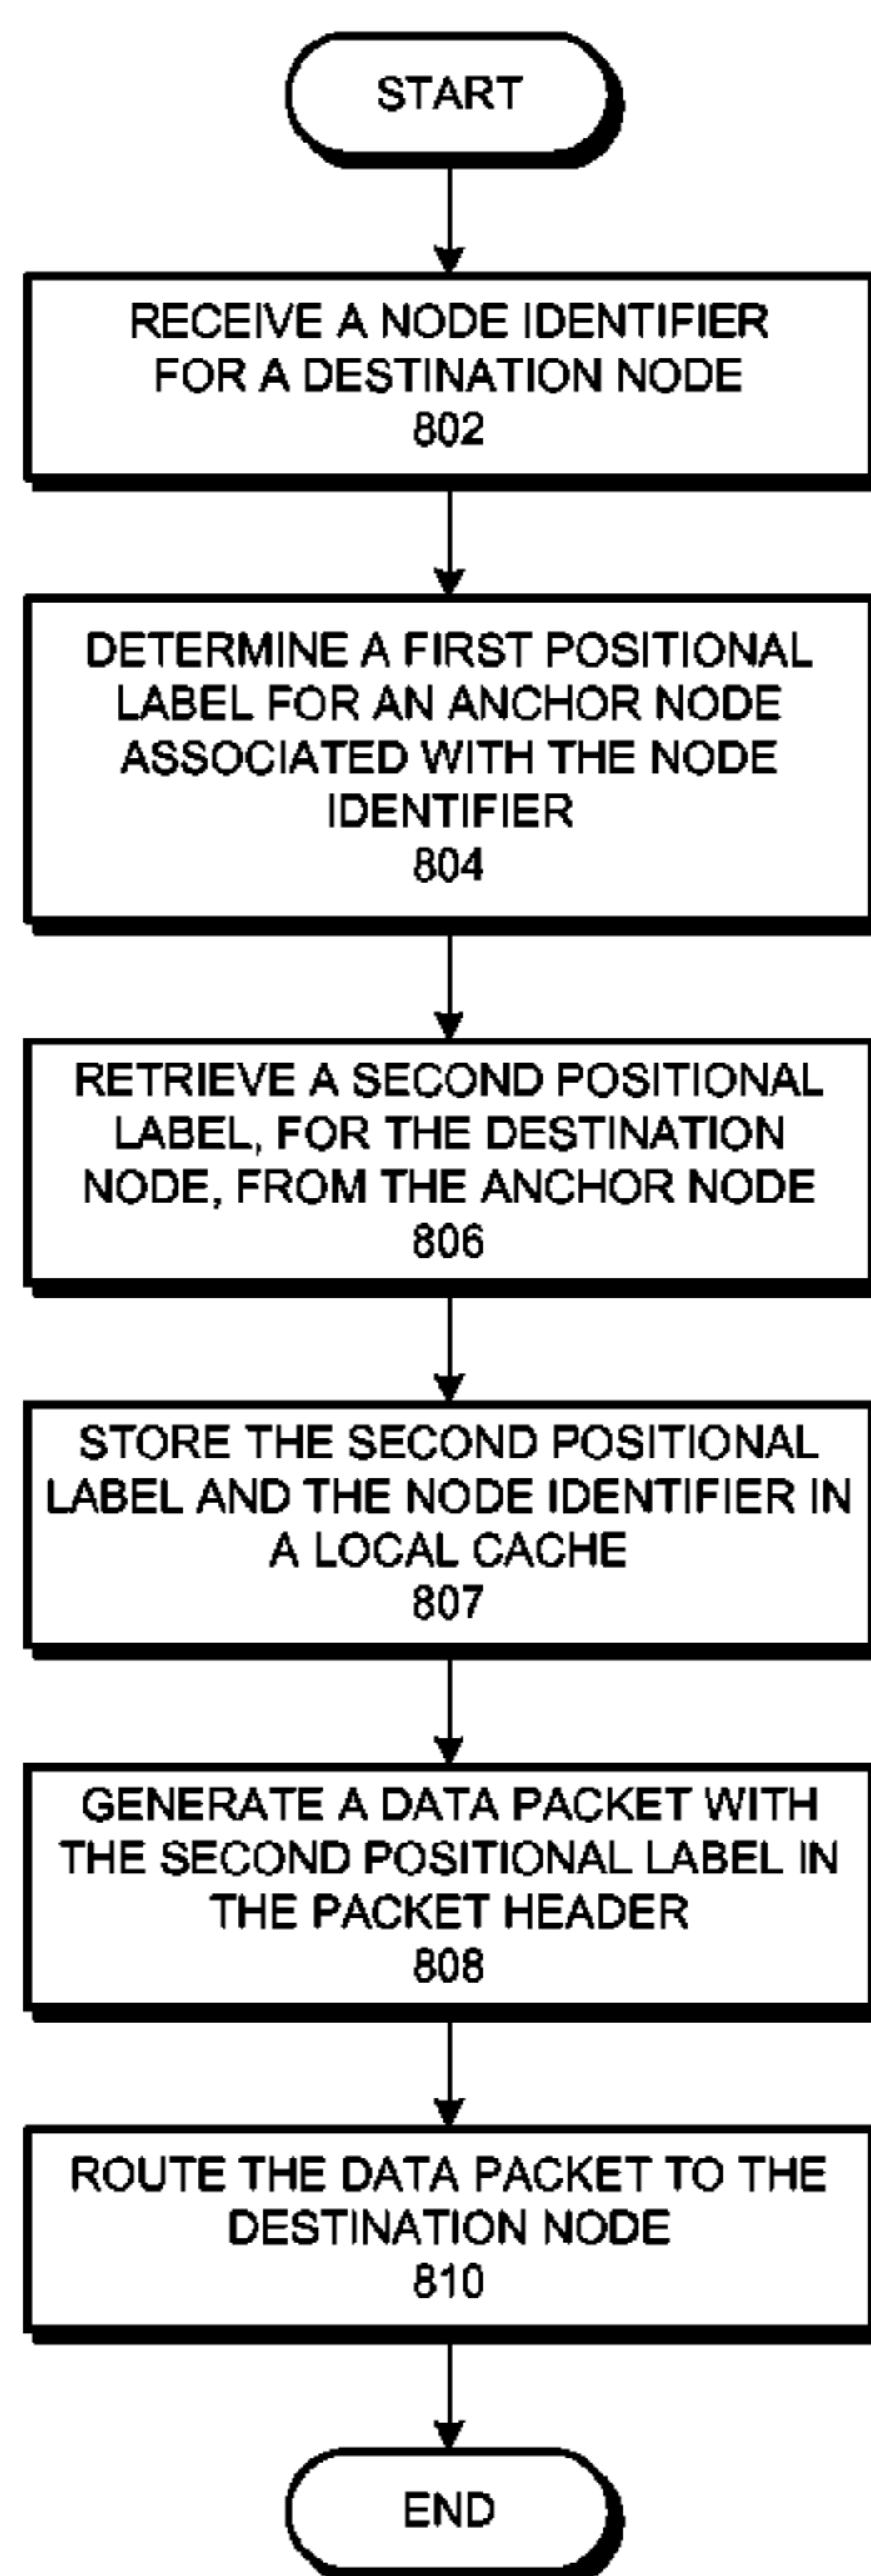 START
RECEIVE A NODE IDENTIFIER
FOR A DESTINATION NODE
802
DETERMINE A FIRST POSITIONAL
LABEL FOR AN ANCHOR NODE
ASSOCIATED WITH THE NODE
IDENTIFIER
804
RETRIEVE A SECOND POSITIONAL
LABEL, FOR THE DESTINATION
NODE, FROM THE ANCHOR NODE
806
STORE THE SECOND POSITIONAL
LABEL AND THE NODE IDENTIFIER IN
A LOCAL CACHE
807
GENERATE A DATA PACKET WITH
THE SECOND POSITIONAL LABEL IN
THE PACKET HEADER
808
ROUTE THE DATA PACKET TO THE
DESTINATION NODE
810
END